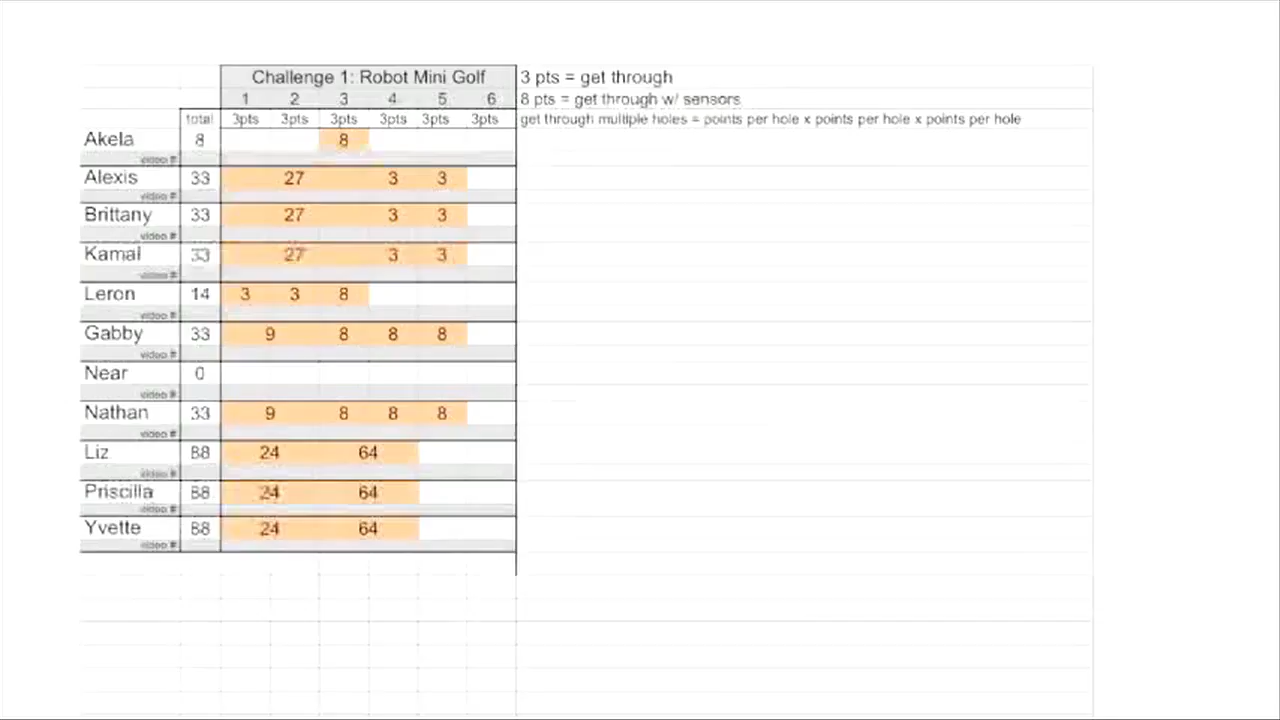 Challenge 1: Robot Mini Golf 3 pts = get through
1 2 3 4 5 6 8 pts = get through w/ sensors
total 3pts 3pts 3pts 3pts 3pts 3pts get through multiple holes = points per hole x points per hole x points per hole
Akela 8 8
video #
Alexis 33 27 3 3
video #
Brittany 33 27 3 3
video #
Kamal 33 27 3 3
video #
Leron 14 3 3 8
video #
Gabby 33 9 8 8 8
video #
Near 0
video #
Nathan 33 9 8 8 8
video #
Liz 88 24 64
video #
Priscilla 88 24 64
video #
Yvette 88 24 64
video #